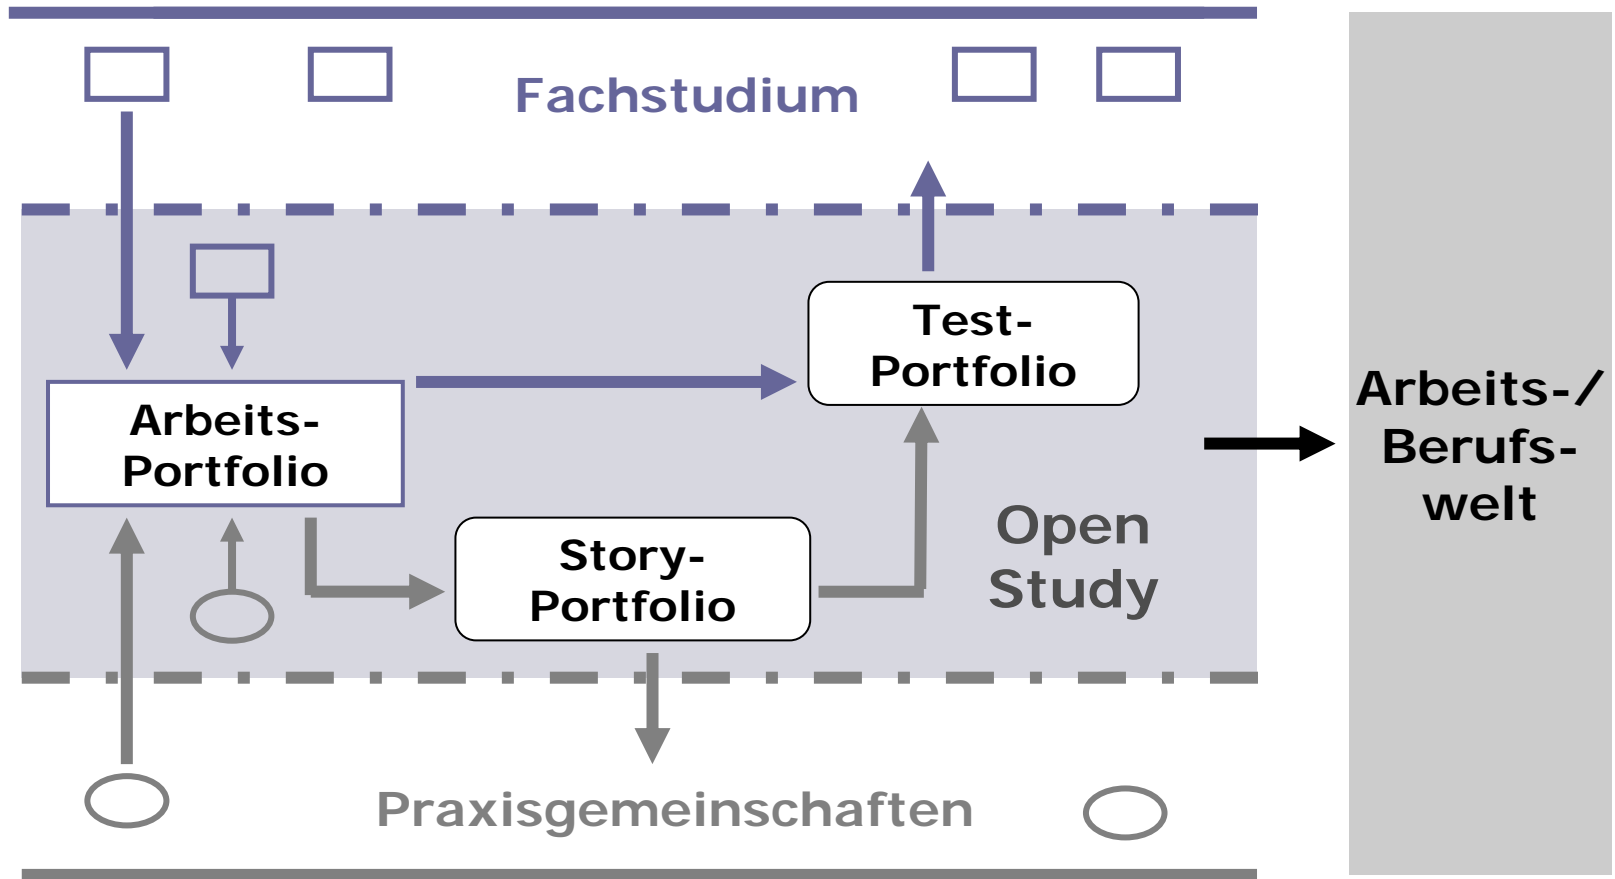 Fachstudium
Test-
Portfolio
Arbeits-
Portfolio
Story-
Portfolio
Open
Study
Praxisgemeinschaften
Arbeits-/
Berufs-
welt